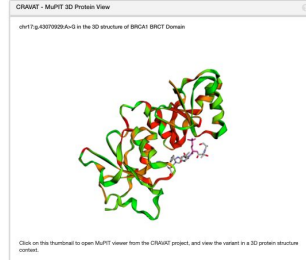 CRAVAT - MuPIT 3D Protein View
chr17:g.43070929:A>G in the 3D structure of BRCA1 BRCT Domain
Click on this thumbnail to open MuPIT viewer from the CRAVAT project, and view the variant in a 3D protein structure
context.